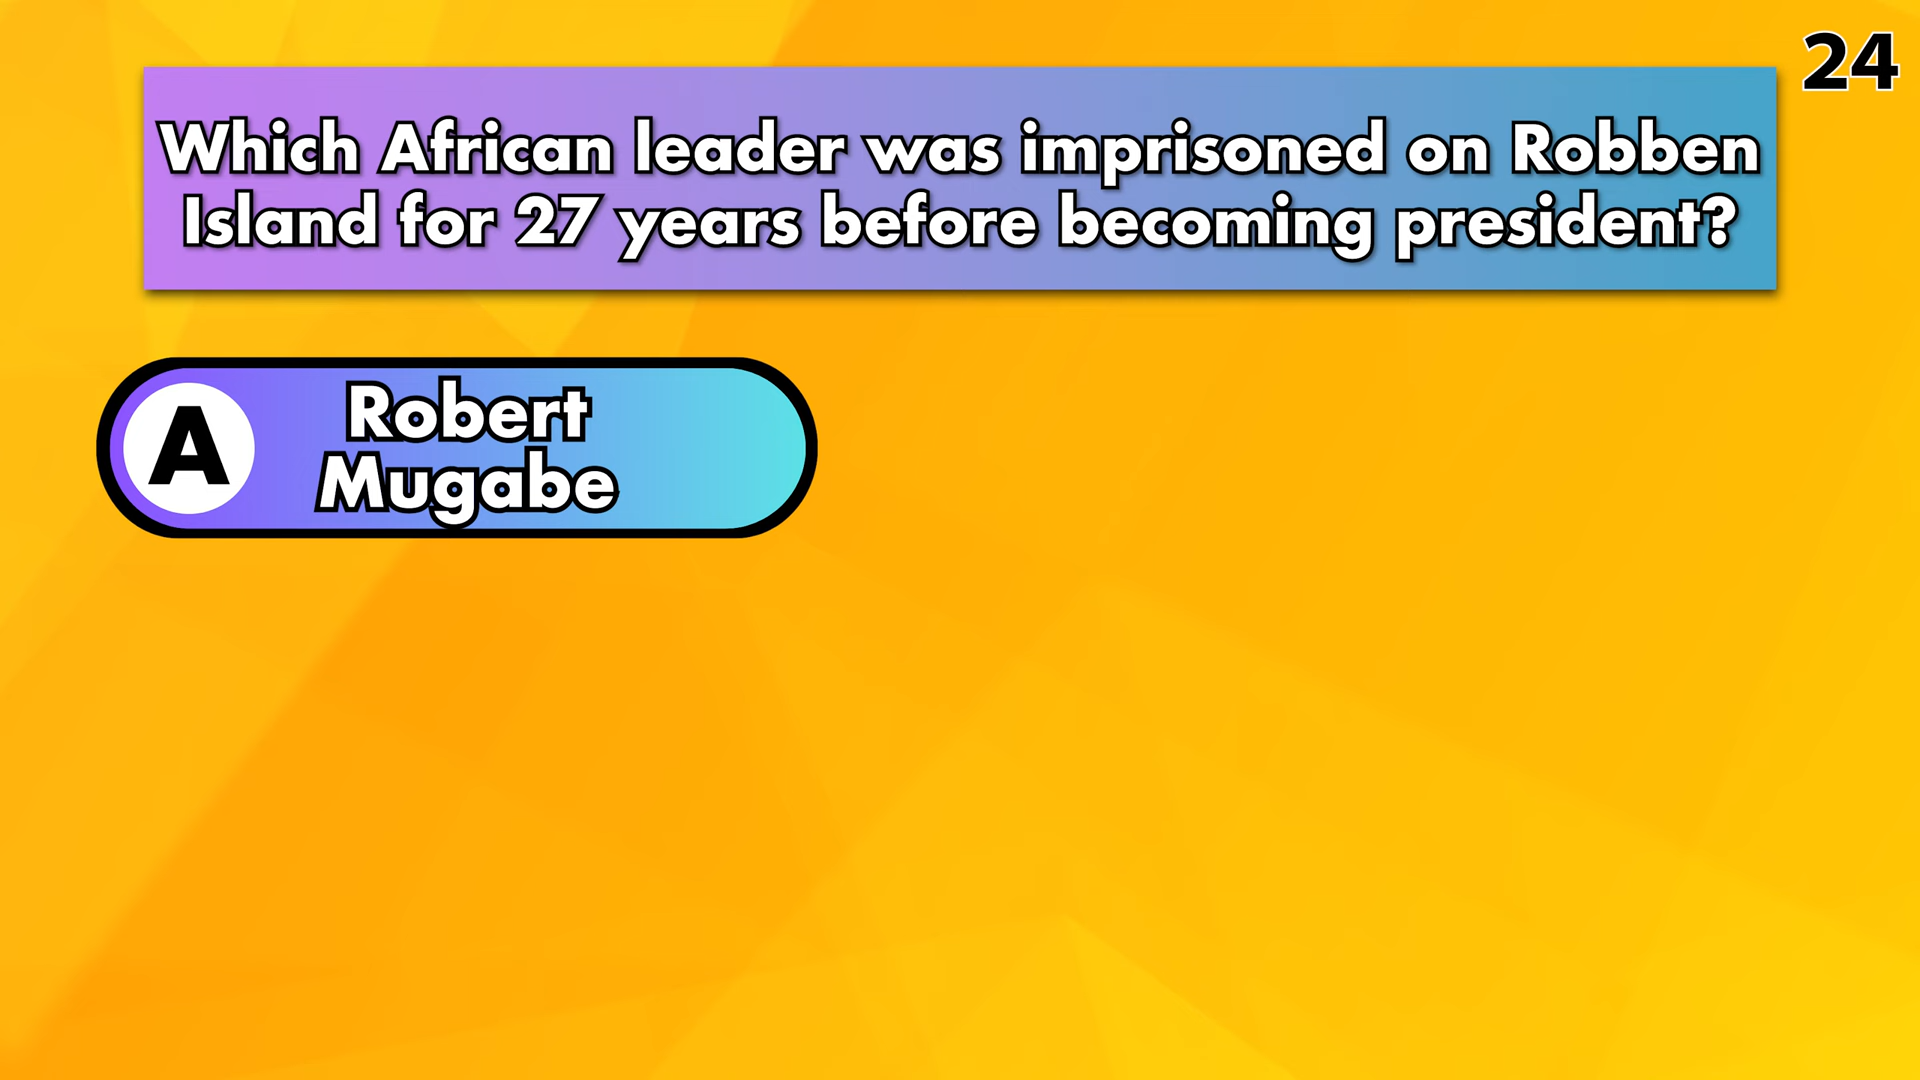 24
Which African leader was imprisoned on Robben
Island for 27 years before becoming president?
A
Robert
Mugabe